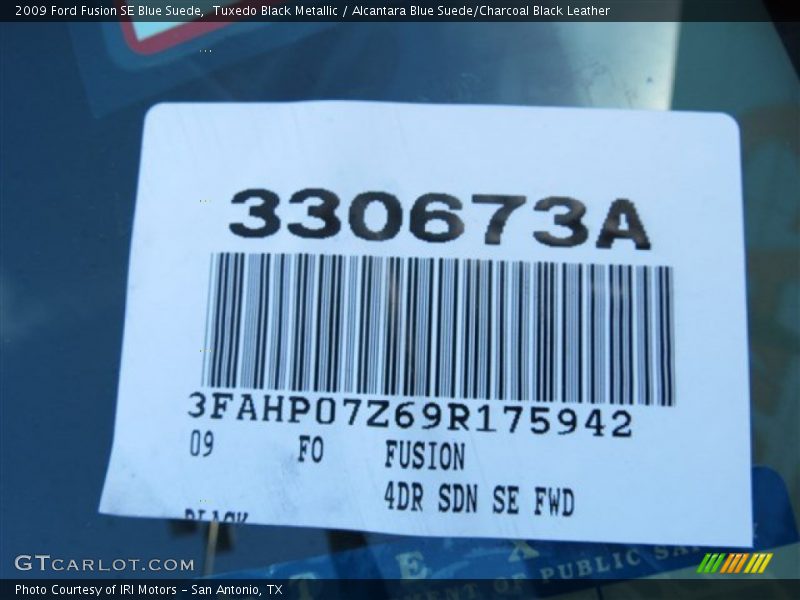 2009 Ford Fusion SE Blue Suede, Tuxedo Black Metallic / Alcantara Blue Suede/Charcoal Black Leather
330673A
3FAHP07Z69R175942
09 FO FUSION
4DR SDN SE FWD
BLACK
GTCARLOT.COM
Photo Courtesy of IRI Motors – San Antonio, TX